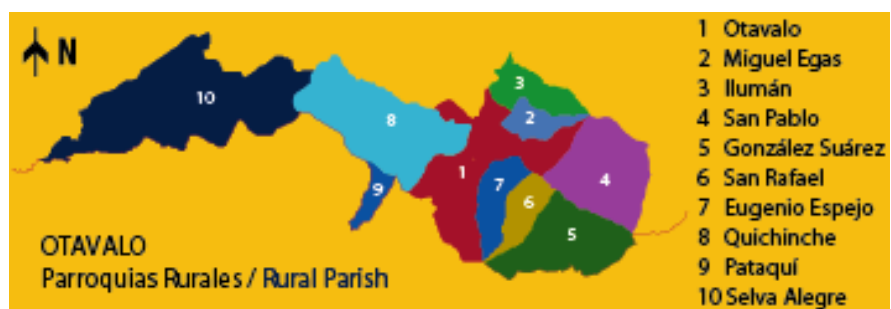 N
10
8
9
3
2
1
7
6
4
5
OTAVALO
Parroquias Rurales / Rural Parish
1 Otavalo
2 Miguel Egas
3 Ilumán
4 San Pablo
5 González Suárez
6 San Rafael
7 Eugenio Espejo
8 Quichinche
9 Pataquí
10 Selva Alegre